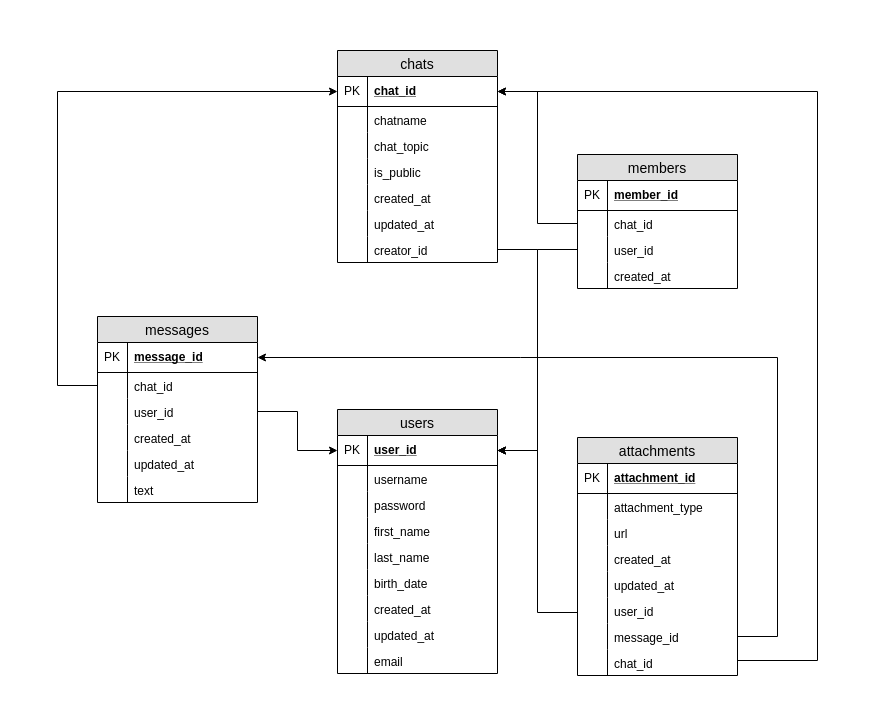 chats
PK chat_id
chatname
chat_topic
is_public
created_at
updated_at
creator_id
members
PK member_id
chat_id
user_id
created_at
messages
PK message_id
chat_id
user_id
created_at
updated_at
text
users
PK user_id
username
password
first_name
last_name
birth_date
created_at
updated_at
email
attachments
PK attachment_id
attachment_type
url
created_at
updated_at
user_id
message_id
chat_id